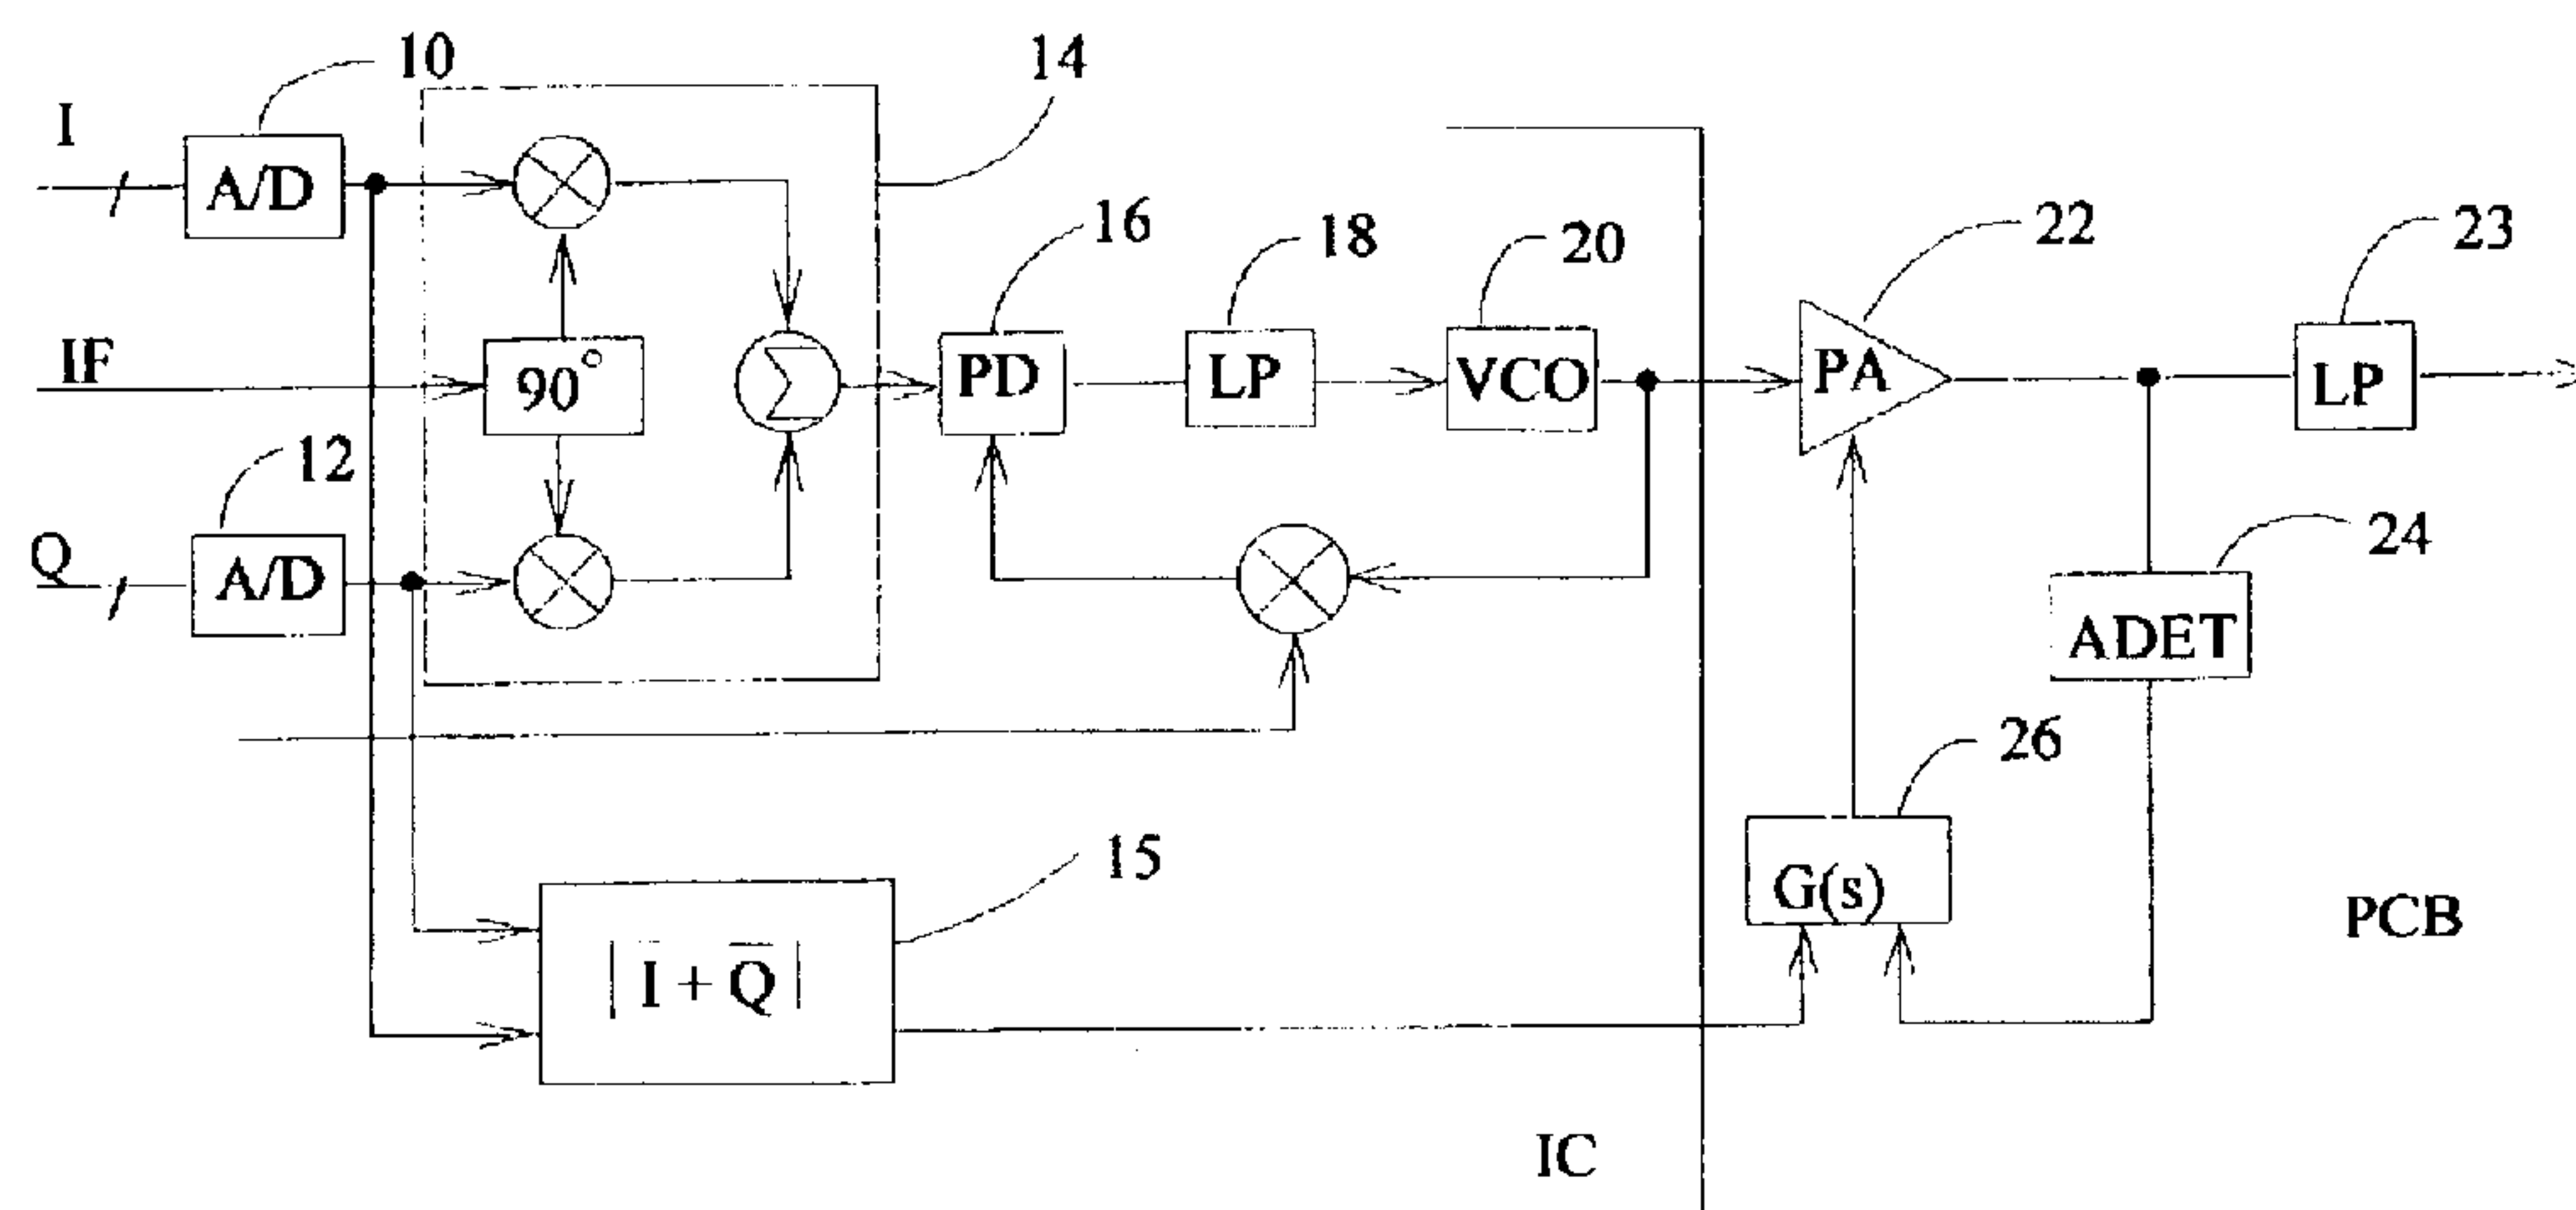 10
14
I
A/D
16
18
20
22
23
IF
90°
Σ
PD
LP
VCO
PA
LP
12
Q
A/D
24
ADET
26
15
G(s)
| I + Q |
PCB
IC